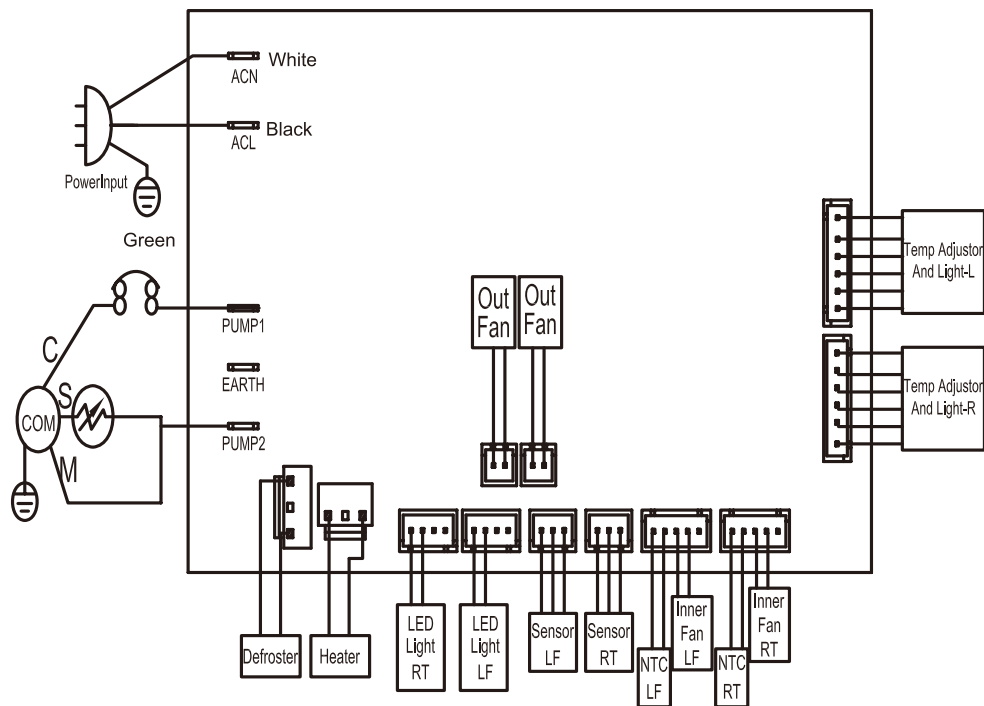 White
ACN
Black
ACL
PowerInput
Green
PUMP1
C
EARTH
S
COM
PUMP2
M
Out
Fan
Out
Fan
Temp Adjustor
And Light-L
Temp Adjustor
And Light-R
Defroster
Heater
LED
Light
RT
LED
Light
LF
Sensor
LF
Sensor
RT
NTC
LF
Inner
Fan
LF
NTC
RT
Inner
Fan
RT